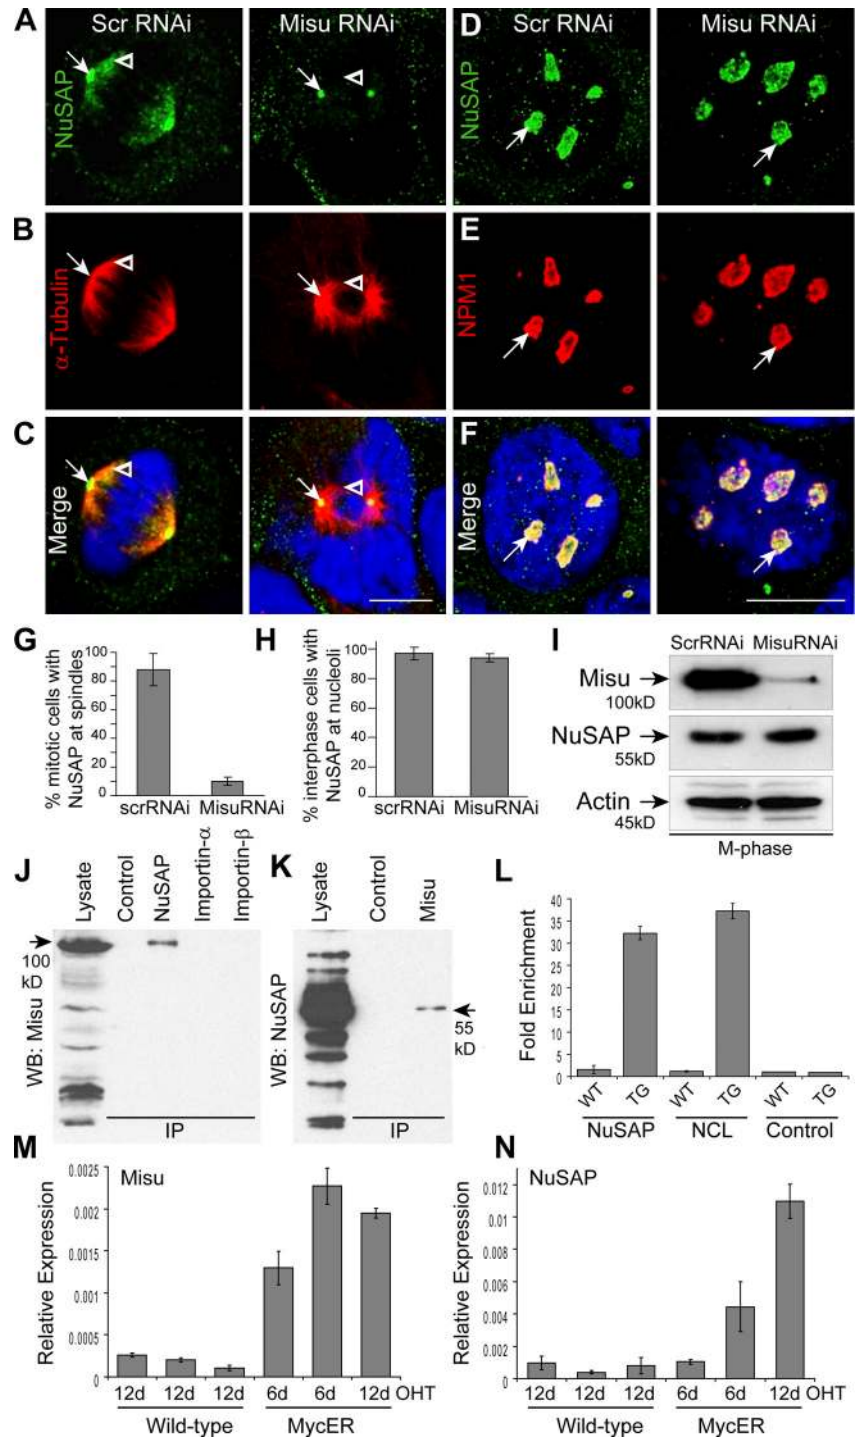 A Scr RNAi Misu RNAi D Scr RNAi Misu RNAi
NuSAP NuSAP
B E
α-Tubulin NPM1
C F
Merge Merge
G
% mitotic cells with
NuSAP at spindles
100
80
60
40
20
0
scrRNAi MisuRNAi
H
% interphase cells with
NuSAP at nucleoli
100
80
60
40
20
0
scrRNAi MisuRNAi
I
ScrRNAi MisuRNAi
Misu
100kD
NuSAP
55kD
Actin
45kD
M-phase
J
Lysate Control NuSAP Importin-α Importin-β
100
kD
WB: Misu
IP
K
Lysate Control Misu
WB: NuSAP
55
kD
IP
L
Fold Enrichment
40
35
30
25
20
15
10
5
0
WT TG WT TG WT TG
NuSAP NCL Control
M
Misu
Relative Expression
0.0025
0.002
0.0015
0.001
0.0005
0
12d 12d 12d 6d 6d 12d OHT
Wild-type MycER
N
NuSAP
Relative Expression
0.012
0.01
0.008
0.006
0.004
0.002
0
12d 12d 12d 6d 6d 12d OHT
Wild-type MycER